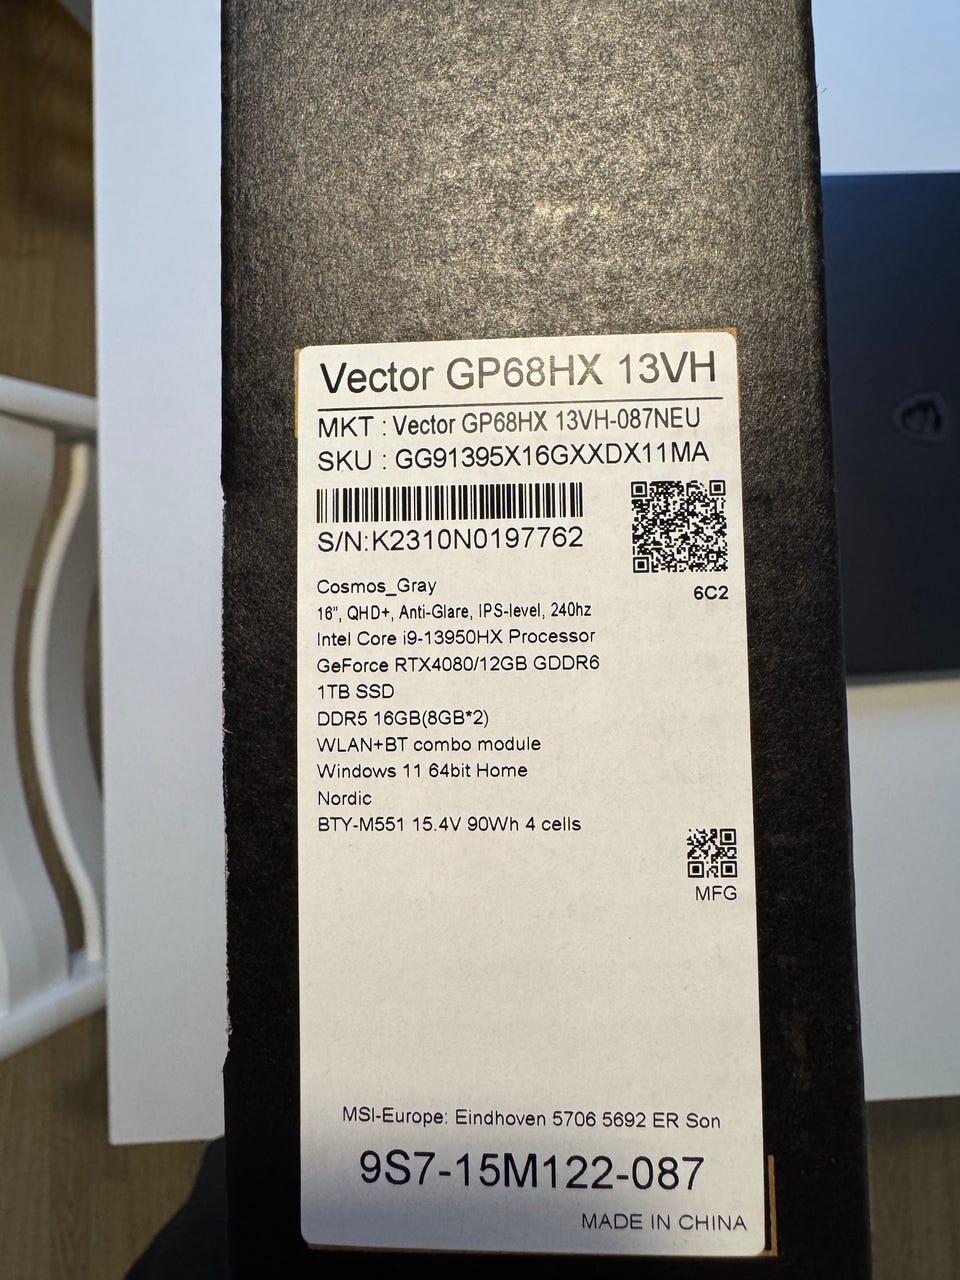 Vector GP68HX 13VH
MKT : Vector GP68HX 13VH-087NEU
SKU : GG91395X16GXXDX11MA
S/N:K2310N0197762
6C2
Cosmos_Gray
16", QHD+, Anti-Glare, IPS-level, 240hz
Intel Core i9-13950HX Processor
GeForce RTX4080/12GB GDDR6
1TB SSD
DDR5 16GB(8GB*2)
WLAN+BT combo module
Windows 11 64bit Home
Nordic
BTY-M551 15.4V 90Wh 4 cells
MFG
MSI-Europe: Eindhoven 5706 5692 ER Son
9S7-15M122-087
MADE IN CHINA